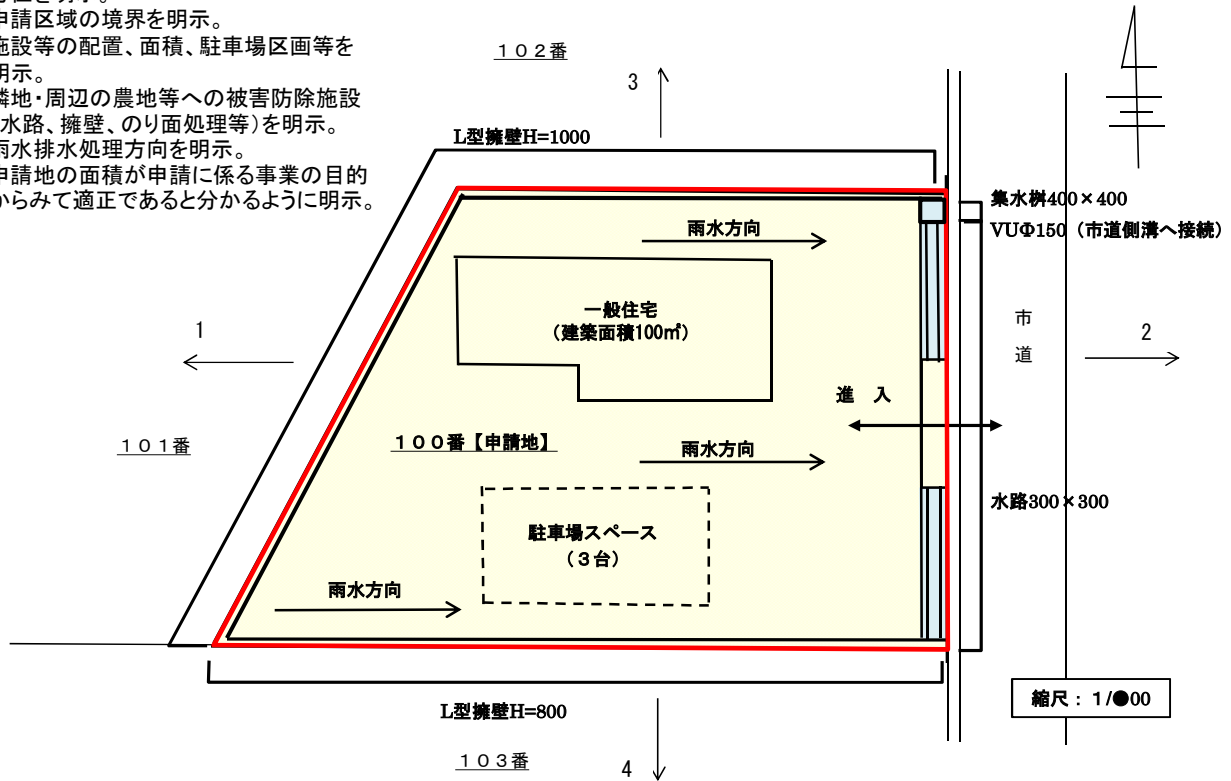 申請区域の境界を明示。
施設等の配置、面積、駐車場区画等を
明示。
隣地・周辺の農地等への被害防除施設
水路、擁壁、のり面処理等)を明示。
雨水排水処理方向を明示。
申請地の面積が申請に係る事業の目的
からみて適正であると分かるように明示。
102番
3
L型擁壁H=1000
集水桝400×400
VUΦ150 (市道側溝へ接続)
雨水方向
一般住宅
(建築面積100㎡)
市
道
1
2
進 入
101番
100番【申請地】
雨水方向
水路300×300
駐車場スペース
(3台)
雨水方向
縮尺：1/●00
L型擁壁H=800
103番
4